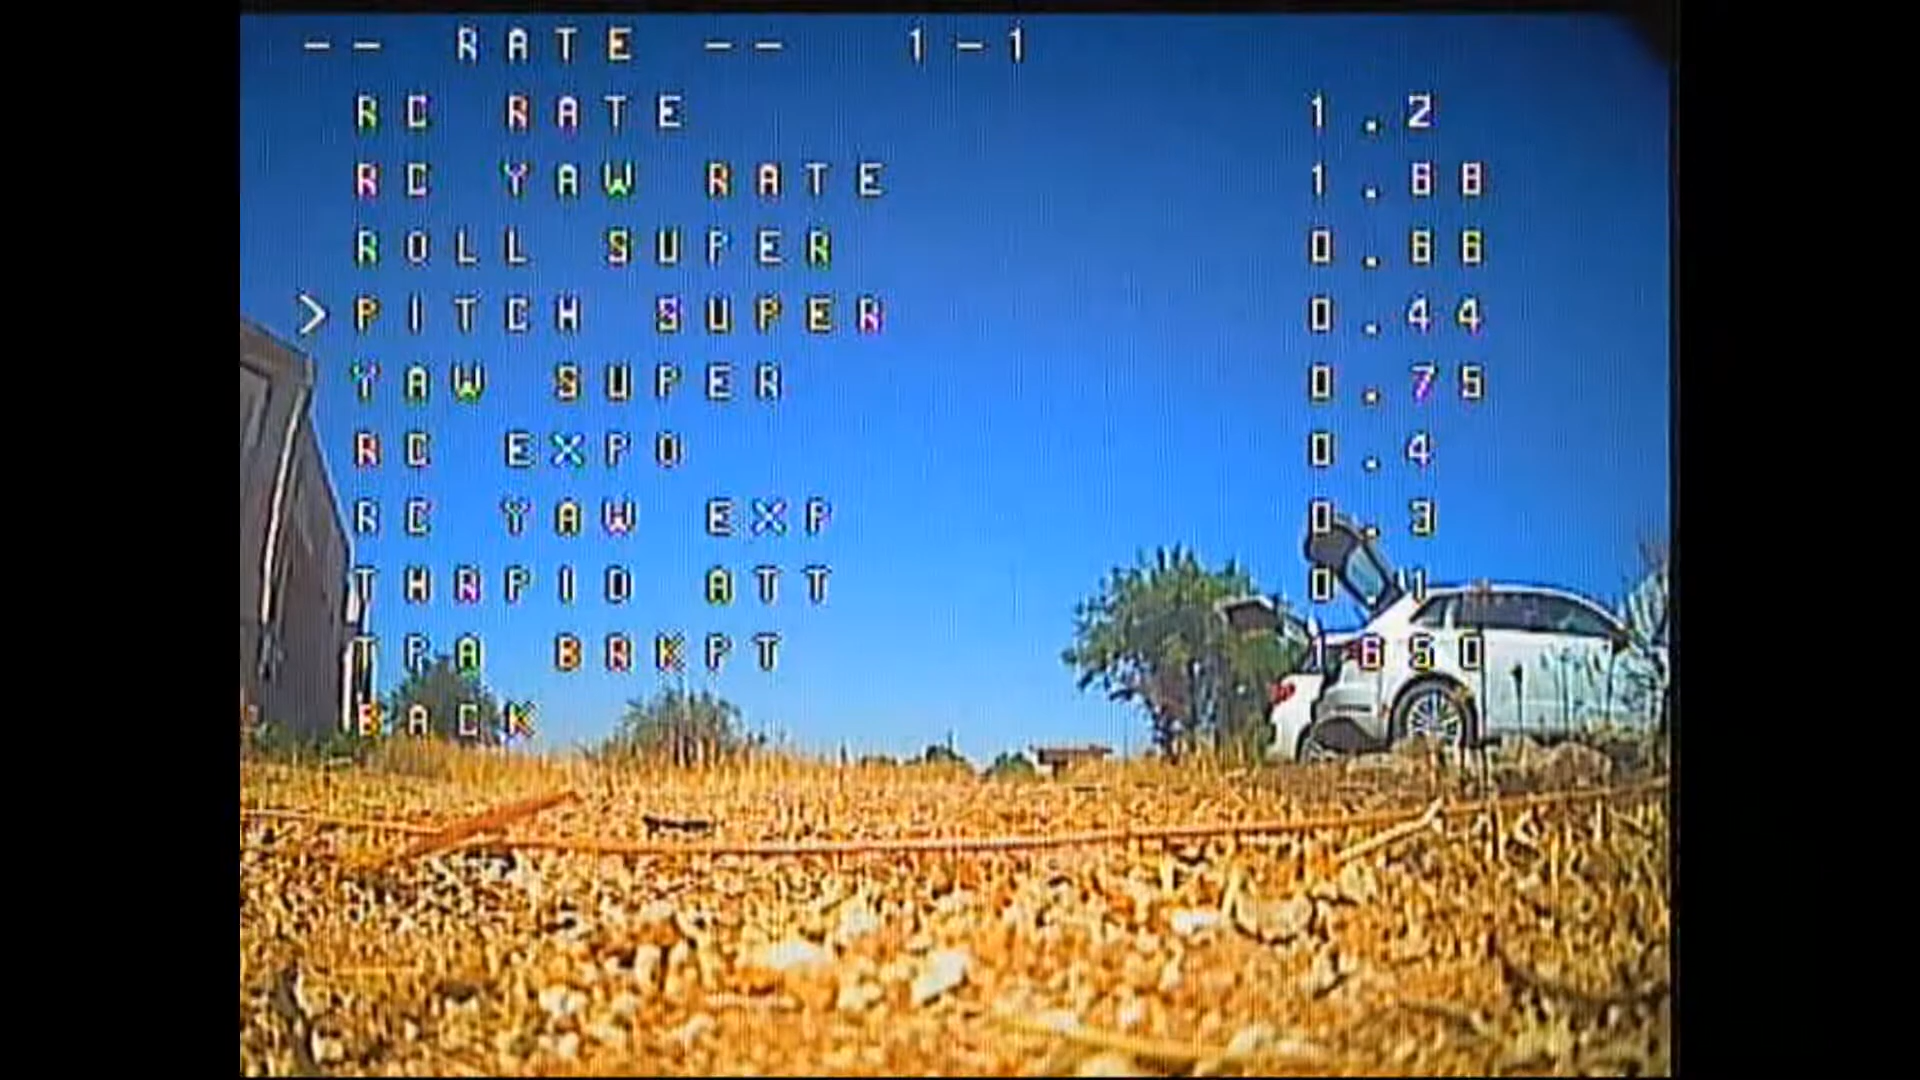 -- RATE -- 1-1
RC RATE 1.2
RC YAW RATE 1.68
ROLL SUPER 0.66
> PITCH SUPER 0.44
YAW SUPER 0.75
RC EXPO 0.4
RC YAW EXP 0.3
THRPID ATT 0.1
TPA BRKPT 1650
BACK